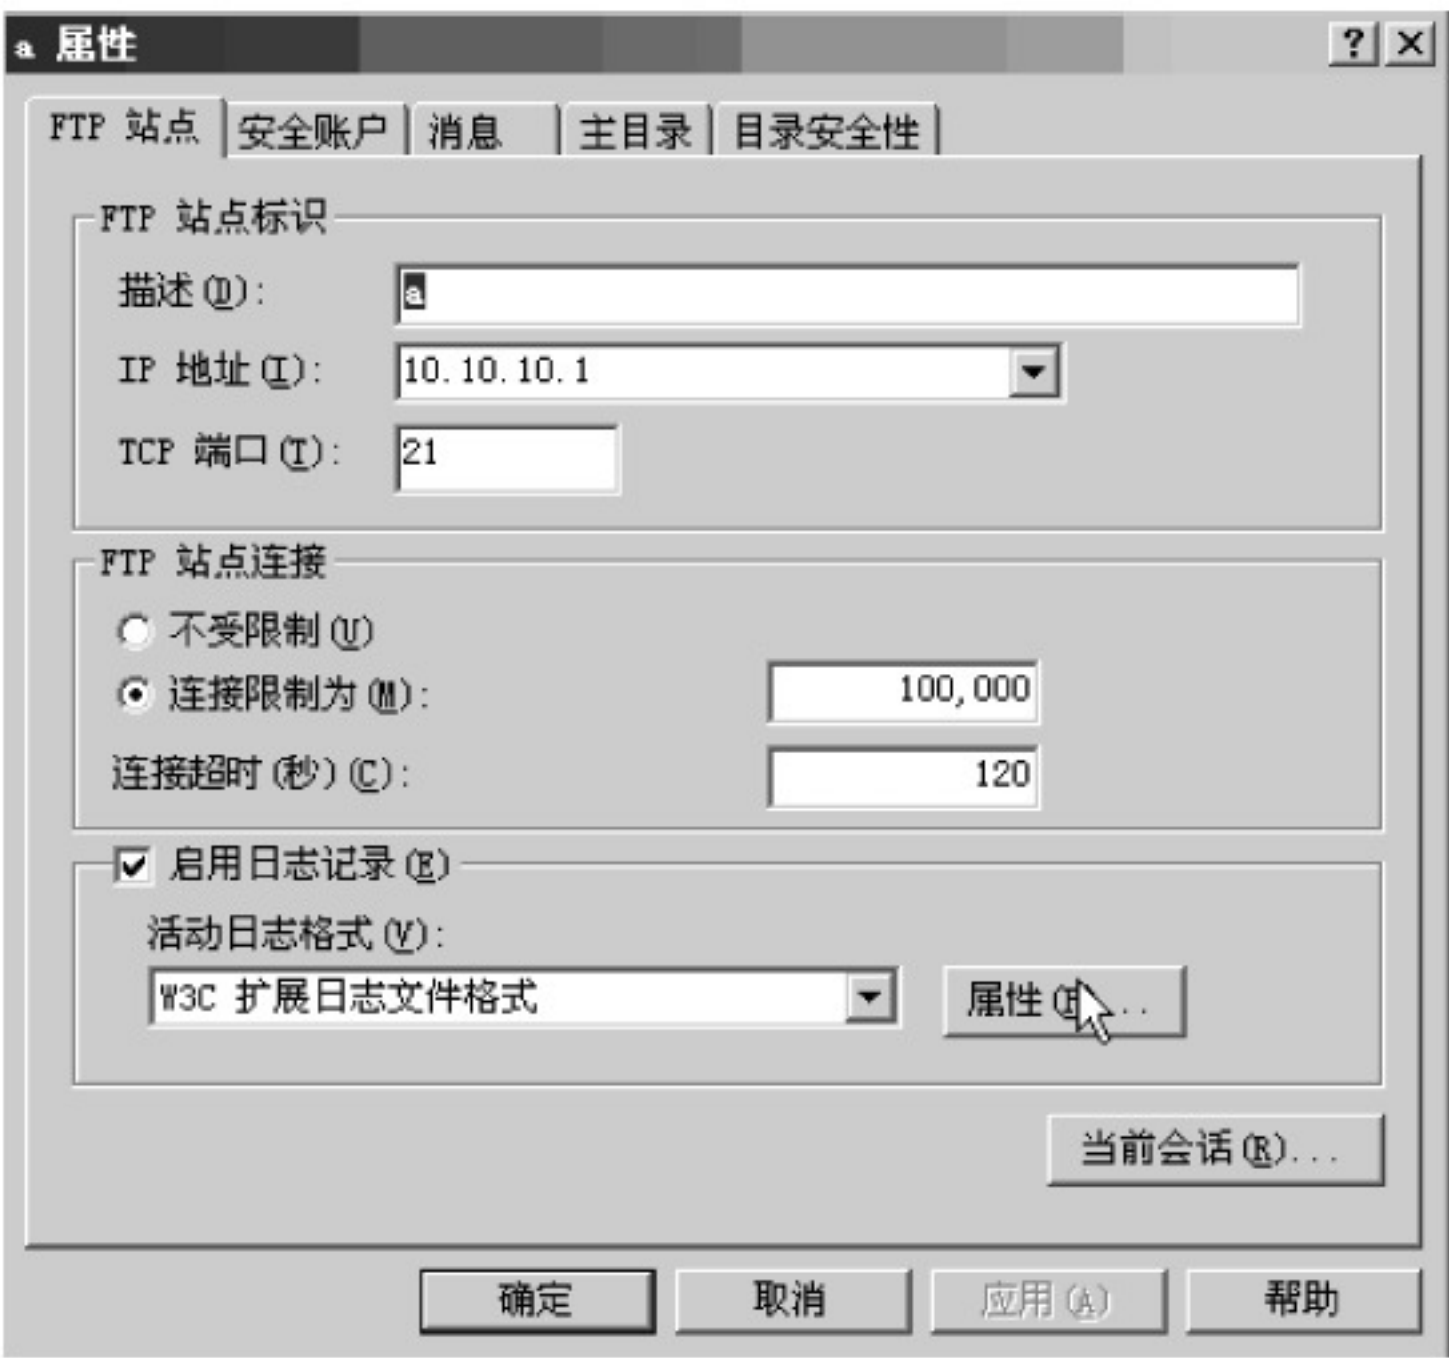 a 属性
FTP 站点 安全账户 消息 主目录 目录安全性
FTP 站点标识
描述(D): a
IP 地址(I): 10.10.10.1
TCP 端口(T): 21
FTP 站点连接
不受限制(U)
连接限制为(M): 100,000
连接超时(秒)(C): 120
启用日志记录(E)
活动日志格式(V):
W3C 扩展日志文件格式 属性
当前会话(R)...
确定 取消 应用(A) 帮助